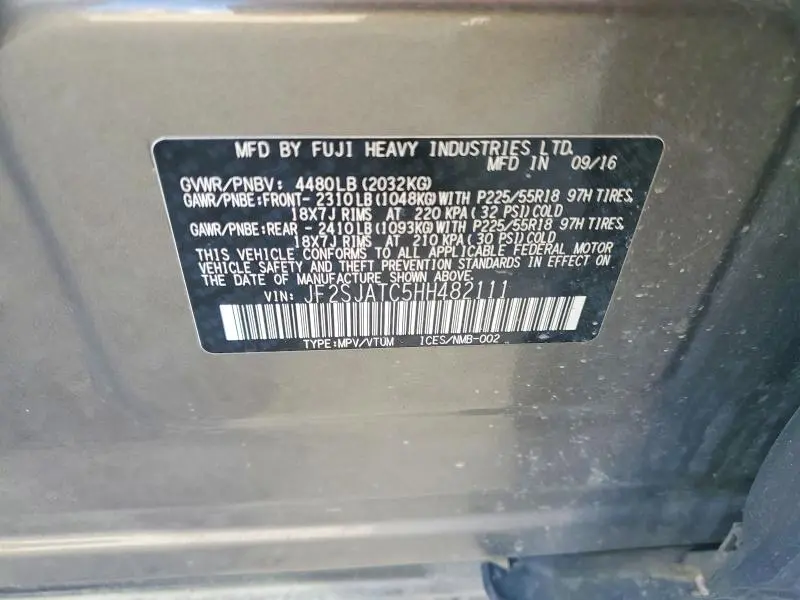 MFD BY FUJI HEAVY INDUSTRIES LTD.
MFD IN 09/16
GVWR/PNBV: 4480LB(2032KG)
GAWR/PNBE:FRONT- 2310LB(1048KG)WITH P225/55R18 97H TIRES,
18X7J RIMS AT 220 KPA(32 PSI)COLD
GAWR/PNBE:REAR - 2410LB(1093KG)WITH P225/55R18 97H TIRES,
18X7J RIMS AT 210 KPA(30 PSI)COLD
THIS VEHICLE CONFORMS TO ALL APPLICABLE FEDERAL MOTOR
VEHICLE SAFETY AND THEFT PREVENTION STANDARDS IN EFFECT ON
THE DATE OF MANUFACTURE SHOWN ABOVE.
VIN: JF2SJATC5HH482111
TYPE:MPV/VTUM ICES/NMB-002